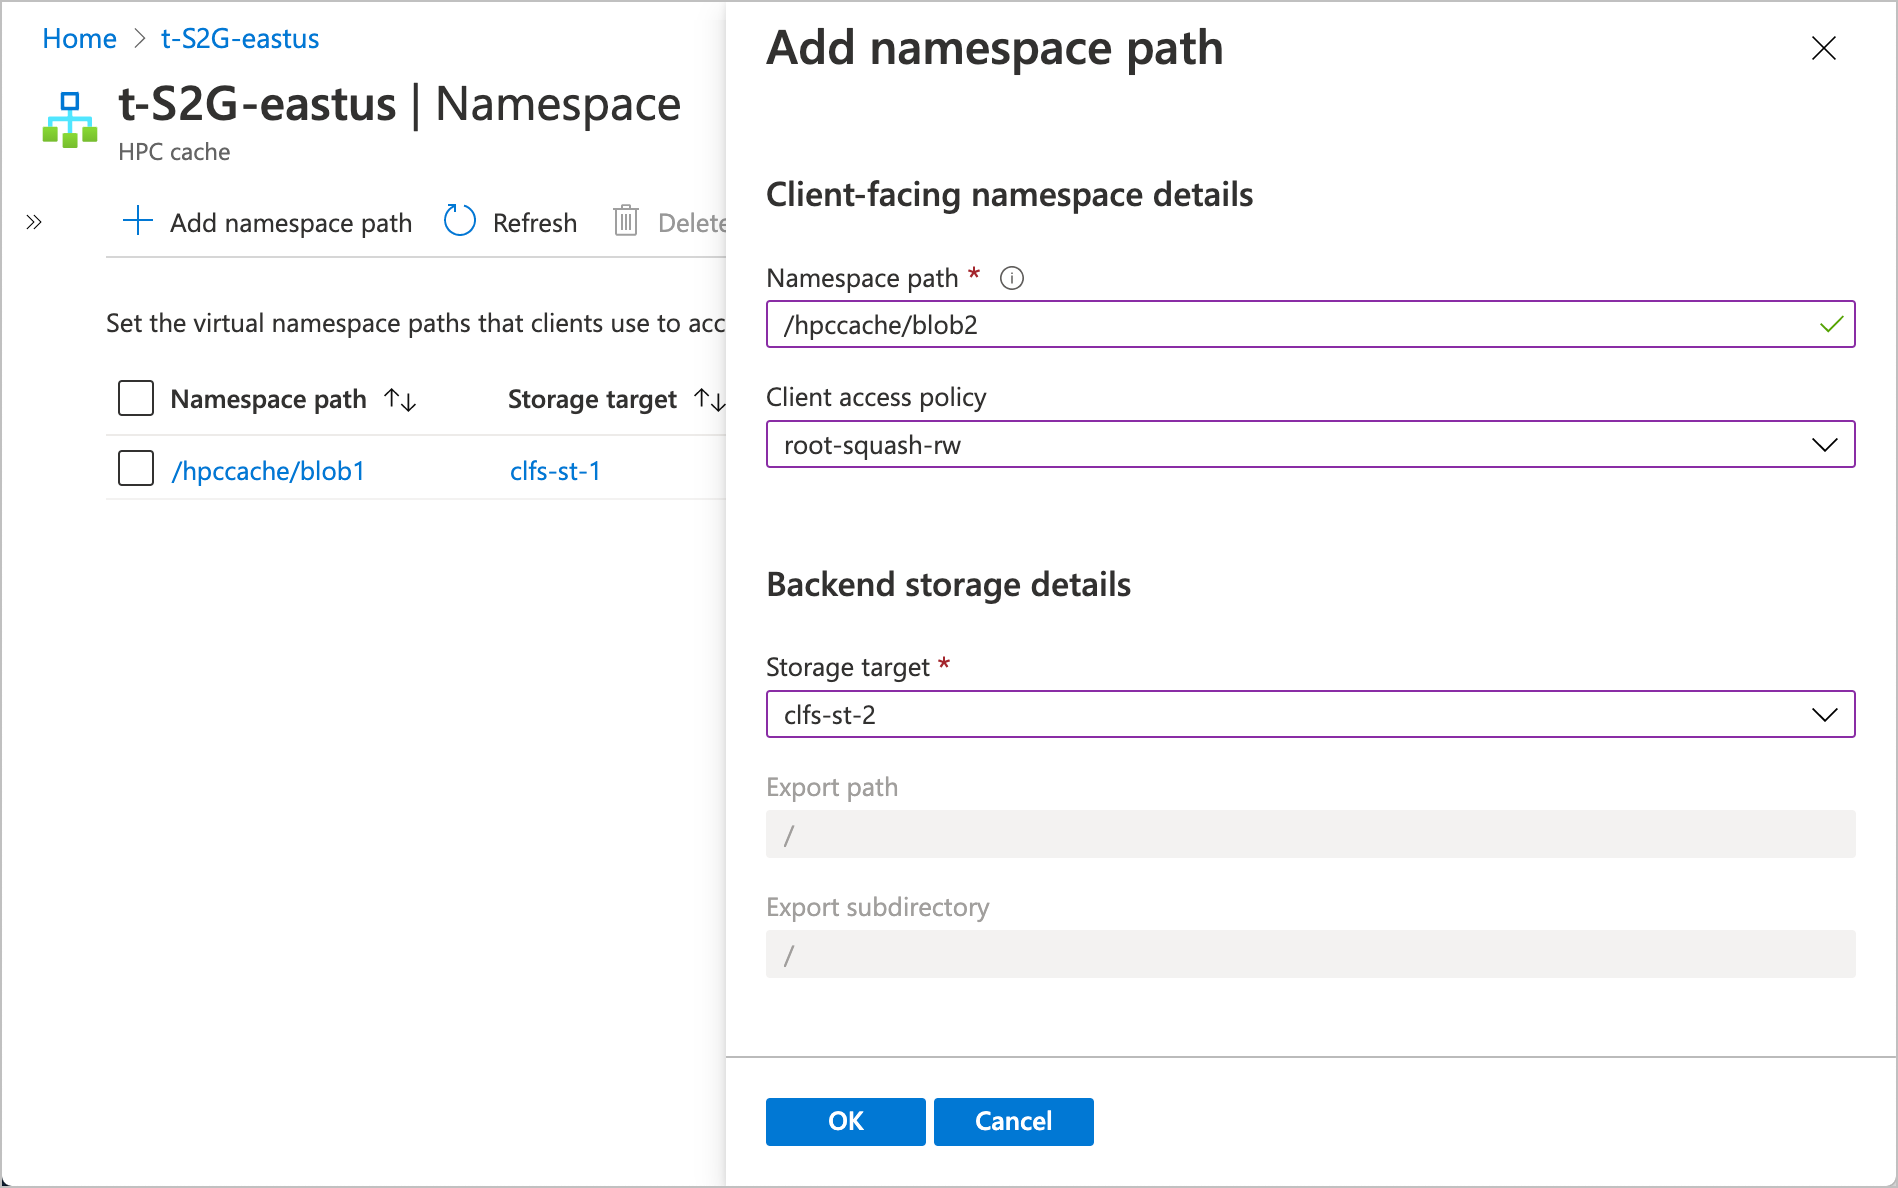 Home > t-S2G-eastus
t-S2G-eastus | Namespace
HPC cache
Add namespace path Refresh Delete
Set the virtual namespace paths that clients use to acc
Namespace path Storage target
/hpccache/blob1 clfs-st-1
Add namespace path
Client-facing namespace details
Namespace path *
/hpccache/blob2
Client access policy
root-squash-rw
Backend storage details
Storage target *
clfs-st-2
Export path
/
Export subdirectory
/
OK Cancel